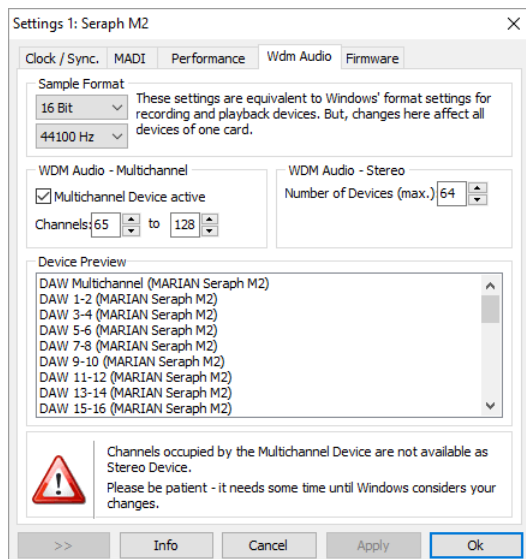 Settings 1: Seraph M2
Clock / Sync. MADI Performance Wdm Audio Firmware
Sample Format
16 Bit
44100 Hz
These settings are equivalent to Windows' format settings for
recording and playback devices. But, changes here affect all
devices of one card.
WDM Audio - Multichannel
Multichannel Device active
Channels: 65 to 128
WDM Audio - Stereo
Number of Devices (max.) 64
Device Preview
DAW Multichannel (MARIAN Seraph M2)
DAW 1-2 (MARIAN Seraph M2)
DAW 3-4 (MARIAN Seraph M2)
DAW 5-6 (MARIAN Seraph M2)
DAW 7-8 (MARIAN Seraph M2)
DAW 9-10 (MARIAN Seraph M2)
DAW 11-12 (MARIAN Seraph M2)
DAW 13-14 (MARIAN Seraph M2)
DAW 15-16 (MARIAN Seraph M2)
Channels occupied by the Multichannel Device are not available as
Stereo Device.
Please be patient - it needs some time until Windows considers your
changes.
>> Info Cancel Apply Ok